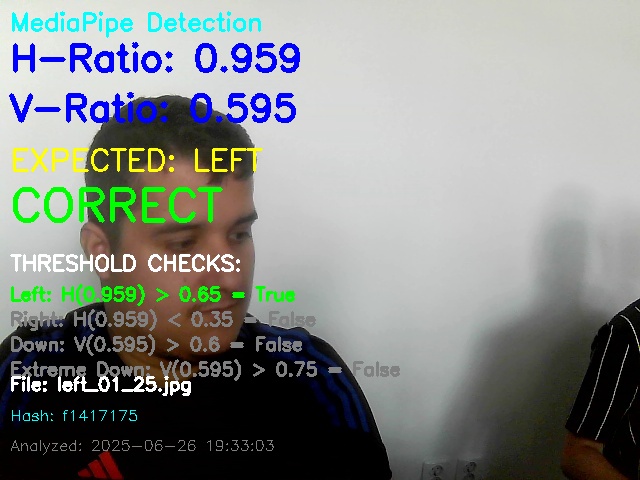 MediaPipe Detection
H-Ratio: 0.959
V-Ratio: 0.595
EXPECTED: LEFT
CORRECT
THRESHOLD CHECKS:
Left: H(0.959) > 0.65 = True
Right: H(0.959) < 0.35 = False
Down: V(0.595) > 0.6 = False
Extreme Down: V(0.595) > 0.75 = False
File: left_01_25.jpg
Hash: f1417175
Analyzed: 2025-06-26 19:33:03